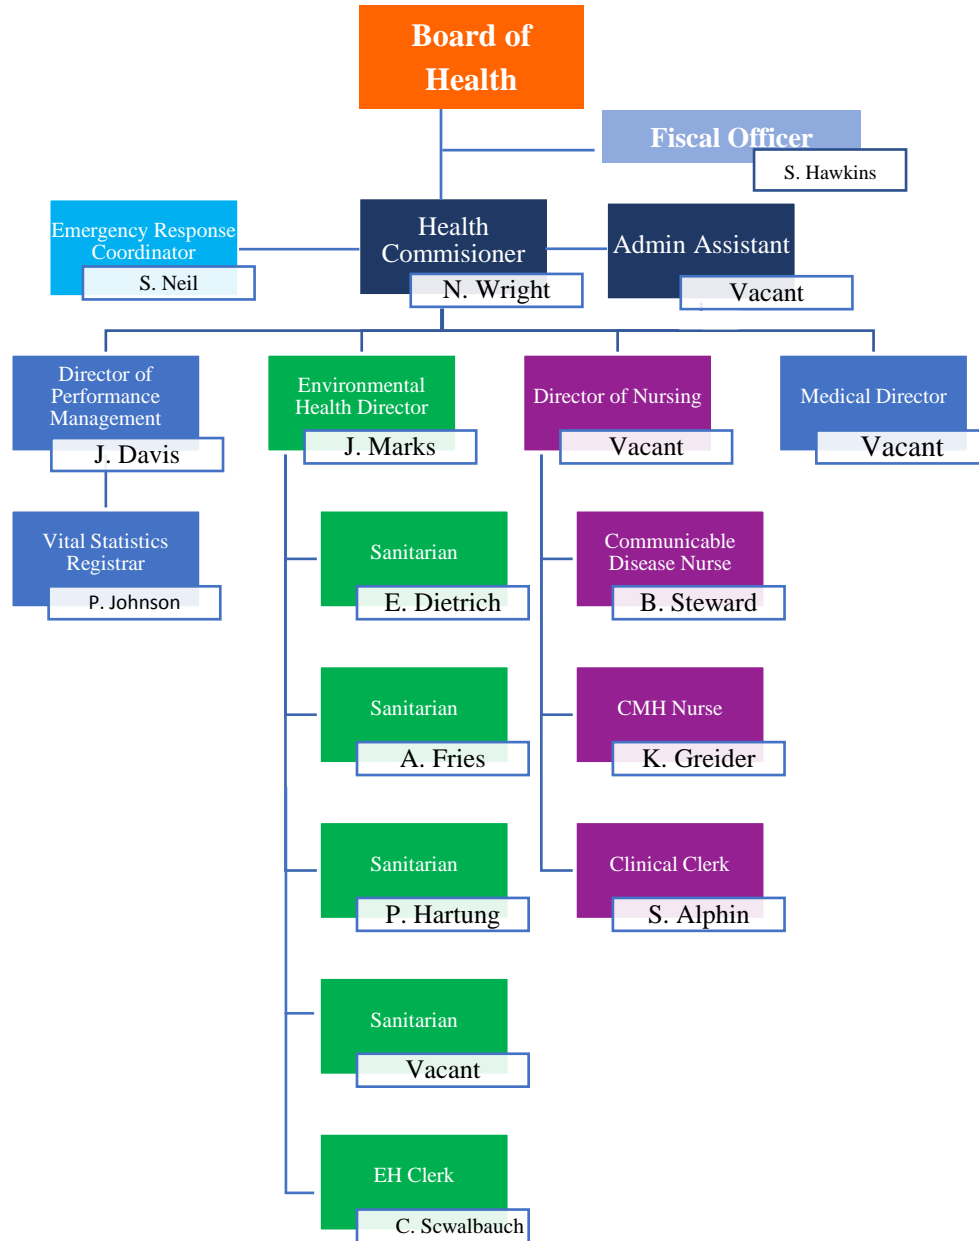 Board of
Health
Fiscal Officer
S. Hawkins
Emergency Response
Coordinator
S. Neil
Health
Commisioner
N. Wright
Admin Assistant
Vacant
Director of
Performance
Management
J. Davis
Environmental
Health Director
J. Marks
Director of Nursing
Vacant
Medical Director
Vacant
Vital Statistics
Registrar
P. Johnson
Sanitarian
E. Dietrich
Communicable
Disease Nurse
B. Steward
Sanitarian
A. Fries
CMH Nurse
K. Greider
Sanitarian
P. Hartung
Clinical Clerk
S. Alphin
Sanitarian
Vacant
EH Clerk
C. Scwalbauch